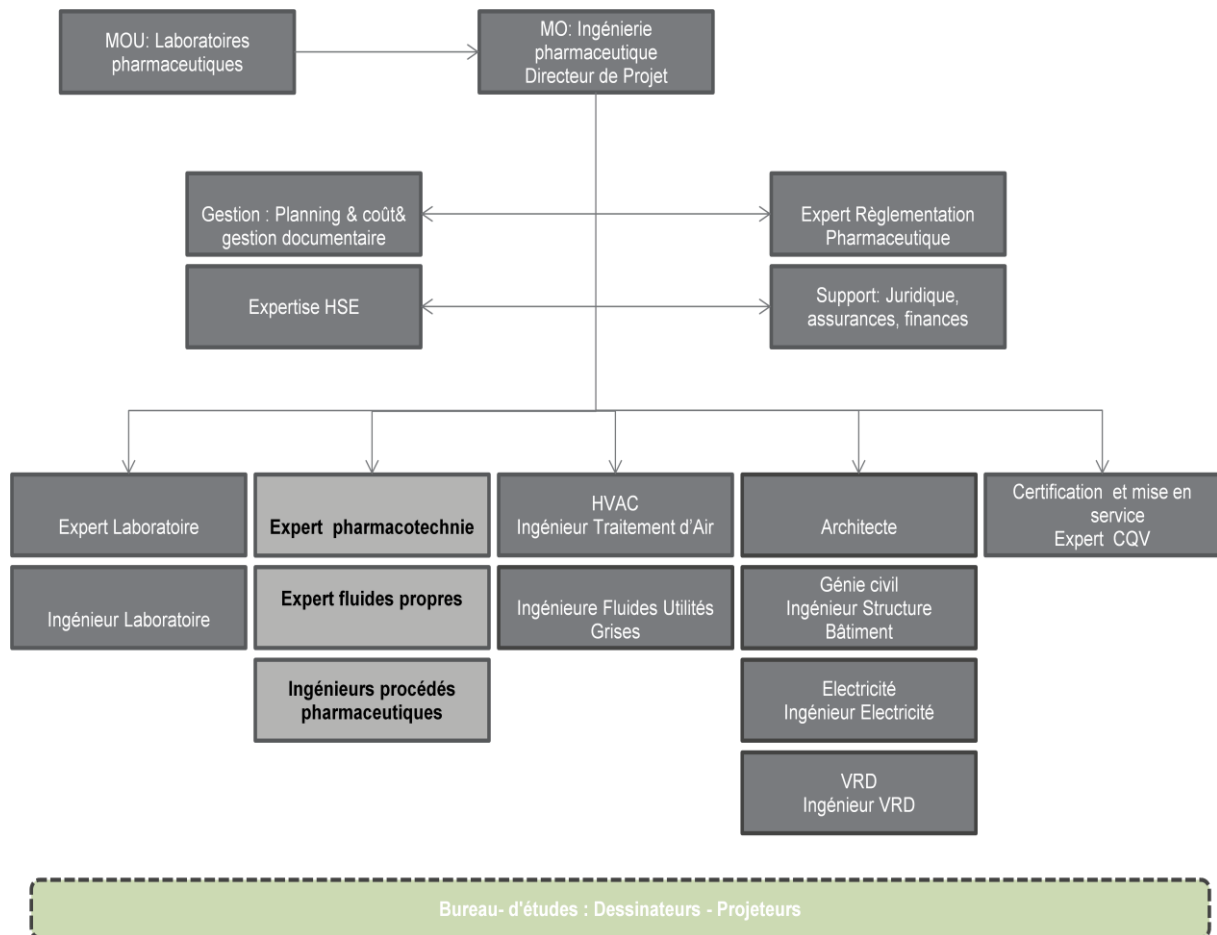 MOU: Laboratoires
pharmaceutiques
MO: Ingénierie
pharmaceutique
Directeur de Projet
Gestion : Planning & coût&
gestion documentaire
Expert Règlementation
Pharmaceutique
Expertise HSE
Support: Juridique,
assurances, finances
Expert Laboratoire
Expert pharmacotechnie
HVAC
Ingénieur Traitement d'Air
Architecte
Certification et mise en
service
Expert CQV
Ingénieur Laboratoire
Expert fluides propres
Ingénieure Fluides Utilités
Grises
Génie civil
Ingénieur Structure
Bâtiment
Ingénieurs procédés
pharmaceutiques
Electricité
Ingénieur Electricité
VRD
Ingénieur VRD
Bureau- d'études : Dessinateurs - Projeteurs